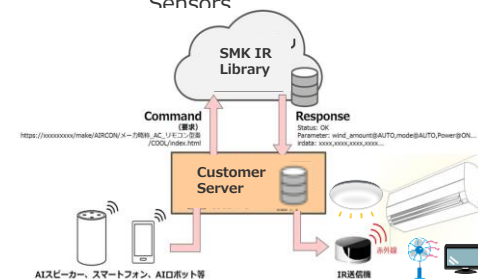 Sensors
SMK IR
Library
Command
(要求)
https://xxxxxxxxx/make/AIRCON/メーカ略称_AC_リモコン型番
/COOL/index.html
Response
Status: OK
Parameter: wind_amount@AUTO,mode@AUTO,Power@ON...
irdata: xxxx,xxxx,xxxx,xxxx...
Customer
Server
赤外線
AIスピーカー、スマートフォン、AIロボット等
IR送信機